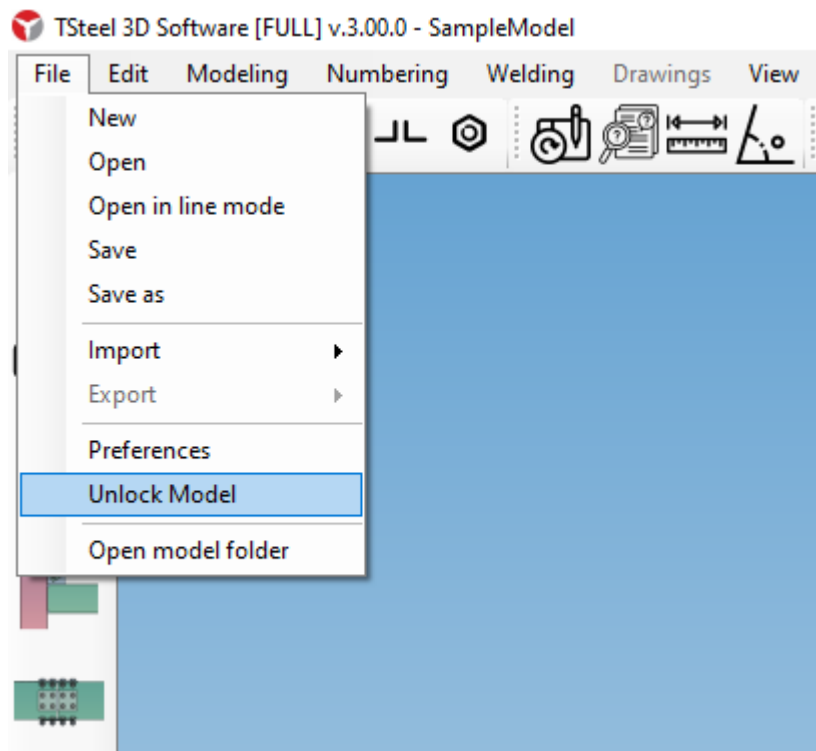 TSteel 3D Software [FULL] v.3.00.0 - SampleModel
File Edit Modeling Numbering Welding Drawings View
New
Open
Open in line mode
Save
Save as
Import
Export
Preferences
Unlock Model
Open model folder